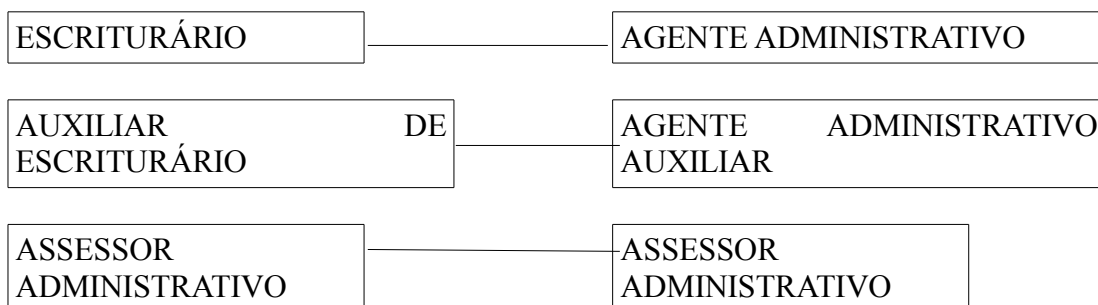 ESCRITURÁRIO AGENTE ADMINISTRATIVO
AUXILIAR DE
ESCRITURÁRIO
AGENTE ADMINISTRATIVO
AUXILIAR
ASSESSOR
ADMINISTRATIVO
ASSESSOR
ADMINISTRATIVO